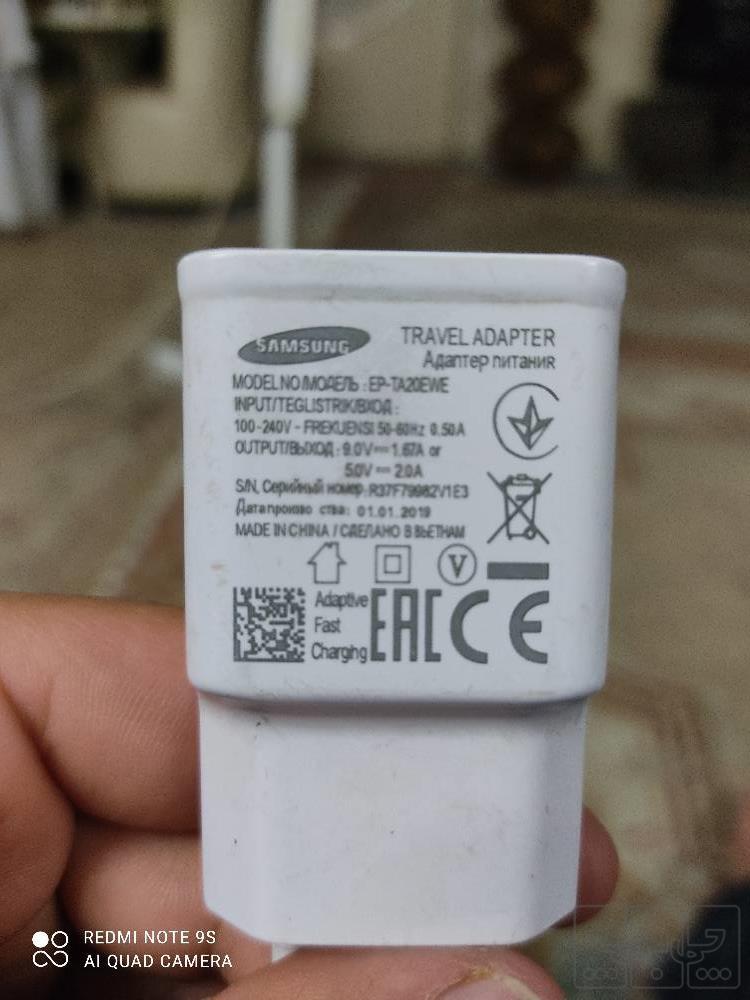 SAMSUNG
TRAVEL ADAPTER
Адаптер питания
MODEL NO/МОДЕЛЬ : EP-TA20EWE
INPUT/TEGLISTRIK/ВХОД :
100-240V - FREKUENSI 50-60Hz 0.50A
OUTPUT/ВЫХОД : 9.0V 1.67A or
5.0V 2.0A
S/N, Серийный номер: R37F79982V1E3
Дата произво ства: 01.01.2019
MADE IN CHINA / СДЕЛАНО В ВЬЕТНАМ
V
Adaptive
Fast
Charging
EAC CE
REDMI NOTE 9S
AI QUAD CAMERA